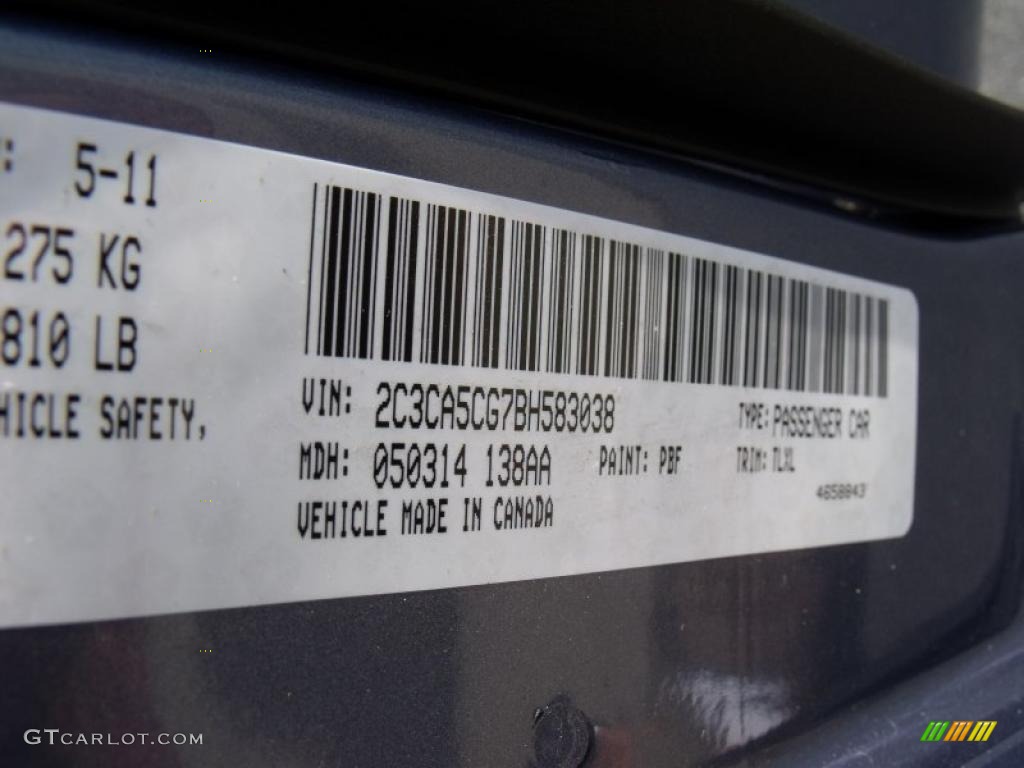 : 5-11
275 KG
810 LB
HICLE SAFETY,
VIN: 2C3CA5CG7BH583038 TYPE: PASSENGER CAR
MDH: 050314 138AA PAINT: PBF TRIM: TLXL
VEHICLE MADE IN CANADA 4658843
GTCARLOT.COM